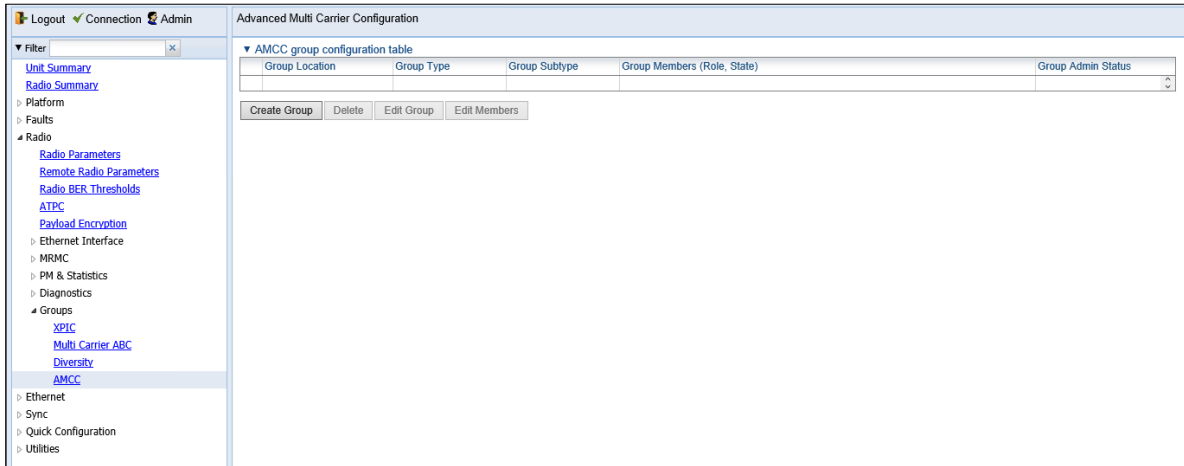 Logout Connection Admin
Filter
Unit Summary
Radio Summary
Platform
Faults
Radio
Radio Parameters
Remote Radio Parameters
Radio BER Thresholds
ATPC
Payload Encryption
Ethernet Interface
MRMC
PM & Statistics
Diagnostics
Groups
XPIC
Multi Carrier ABC
Diversity
AMCC
Ethernet
Sync
Quick Configuration
Utilities
Advanced Multi Carrier Configuration
AMCC group configuration table
Group Location Group Type Group Subtype Group Members (Role, State) Group Admin Status
Create Group Delete Edit Group Edit Members